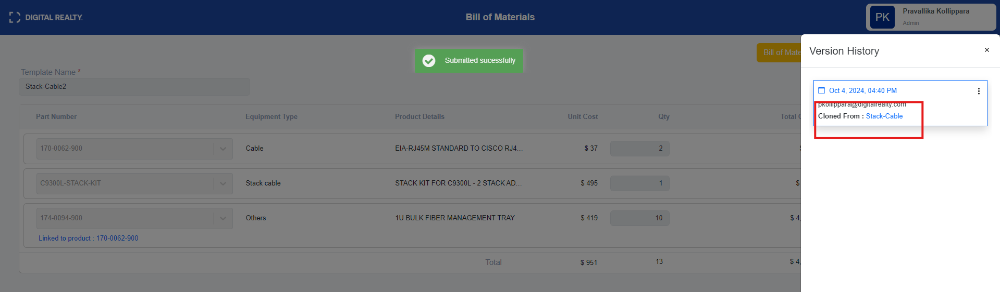 DIGITAL REALTY
Bill of Materials
PK
Pravallika Kollippara
Admin
Bill of Mate
Version History
×
Submitted sucessfully
Template Name *
Stack-Cable2
Oct 4, 2024, 04:40 PM
pkollippara@digitalrealty.com
Cloned From : Stack-Cable
Part Number Equipment Type Product Details Unit Cost Qty Total C
170-0062-900 Cable EIA-RJ45M STANDARD TO CISCO RJ4... $ 37 2 $
C9300L-STACK-KIT Stack cable STACK KIT FOR C9300L - 2 STACK AD... $ 495 1 $
174-0094-900 Others 1U BULK FIBER MANAGEMENT TRAY $ 419 10 $ 4,
Linked to product : 170-0062-900
Total $ 951 13 $ 4,